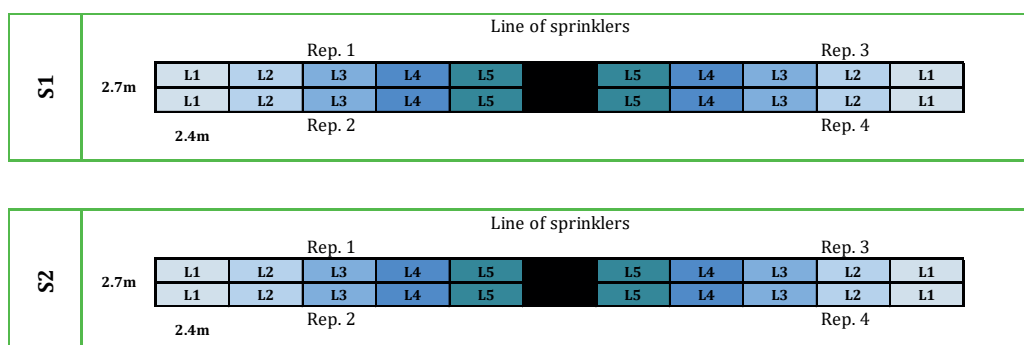 Line of sprinklers
Rep. 1 Rep. 3
S1
2.7m
L1 L2 L3 L4 L5 L5 L4 L3 L2 L1
L1 L2 L3 L4 L5 L5 L4 L3 L2 L1
Rep. 2 Rep. 4
2.4m
Line of sprinklers
Rep. 1 Rep. 3
S2
2.7m
L1 L2 L3 L4 L5 L5 L4 L3 L2 L1
L1 L2 L3 L4 L5 L5 L4 L3 L2 L1
Rep. 2 Rep. 4
2.4m